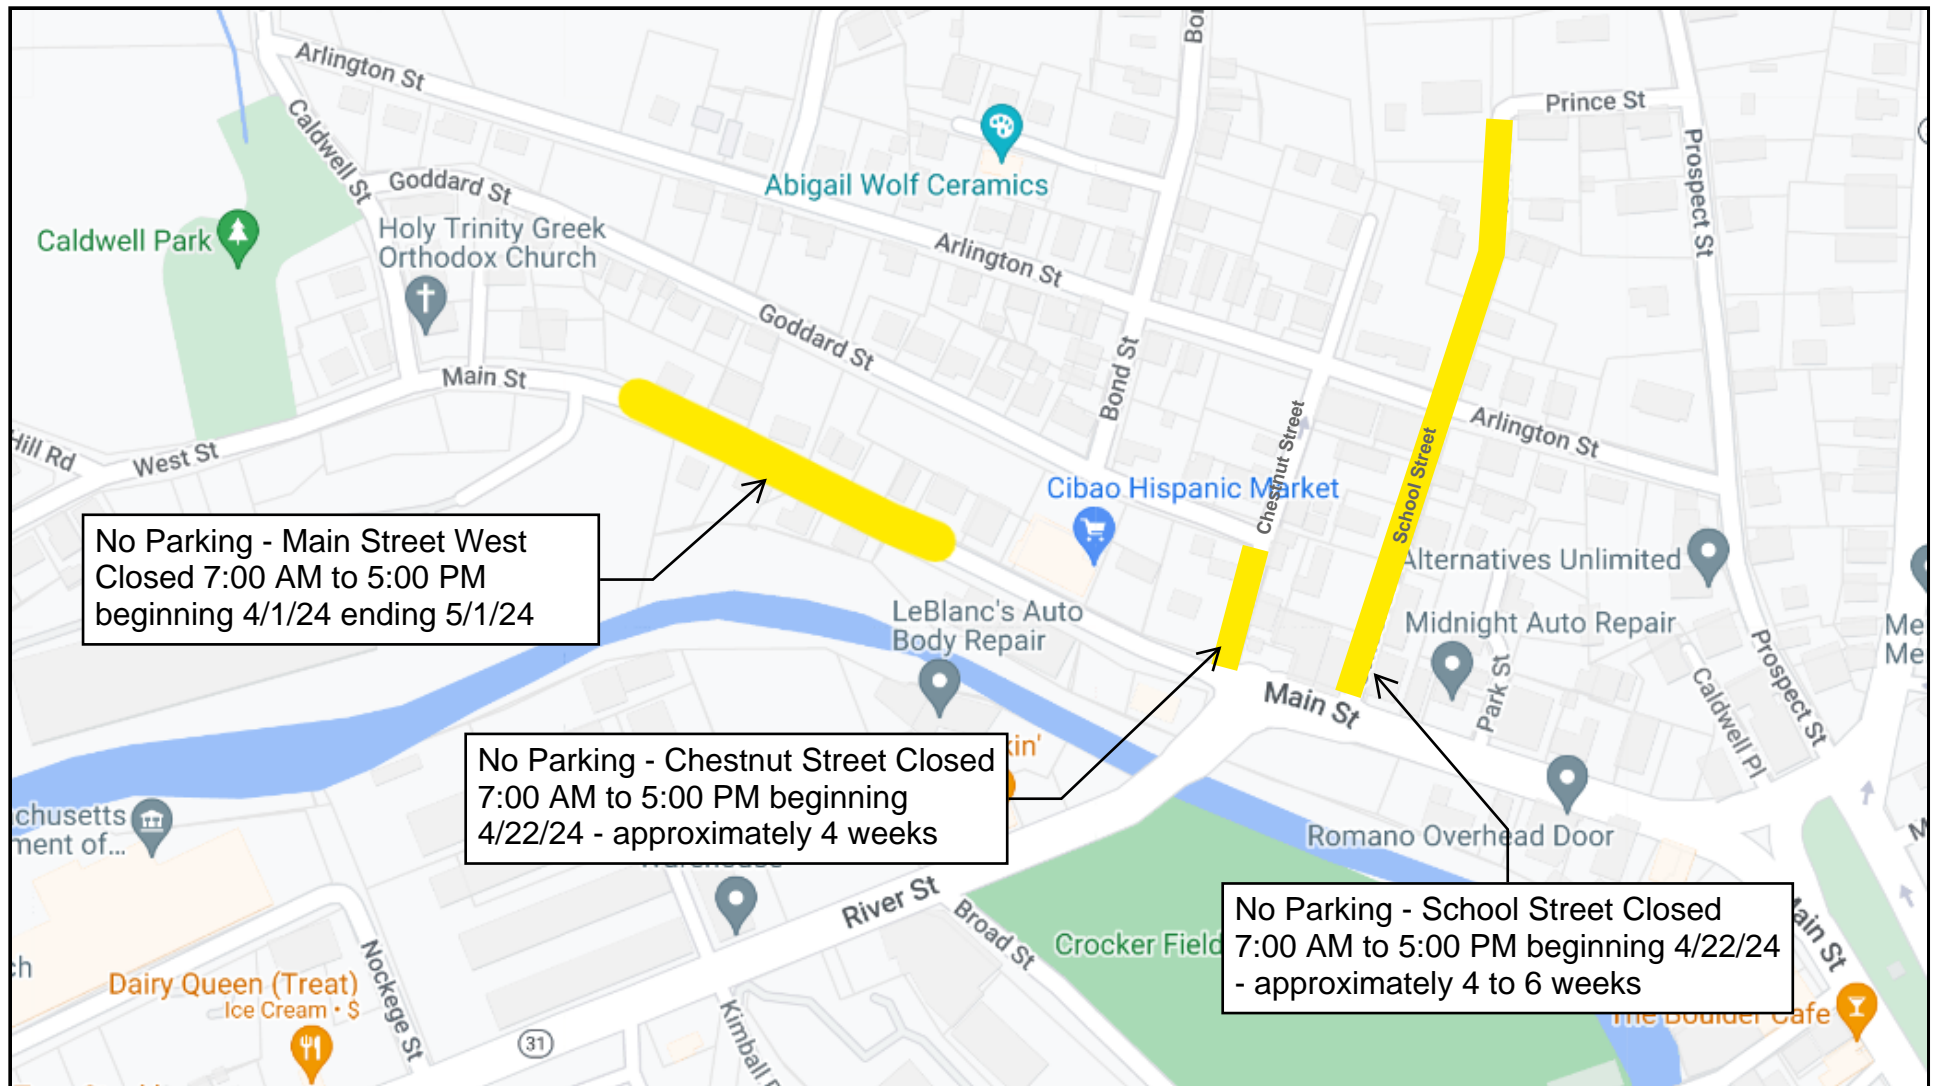 Arlington St
Caldwell St
Goddard St
Holy Trinity Greek
Orthodox Church
Caldwell Park
Abigail Wolf Ceramics
Prince St
Prospect St
Arlington St
Goddard St
Bond St
Main St
West St
Hill Rd
Chestnut Street
School Street
Arlington St
Cibao Hispanic Market
Alternatives Unlimited
No Parking - Main Street West
Closed 7:00 AM to 5:00 PM
beginning 4/1/24 ending 5/1/24
LeBlanc's Auto
Body Repair
Midnight Auto Repair
Main St
Park St
Caldwell Pl
Prospect St
No Parking - Chestnut Street Closed
7:00 AM to 5:00 PM beginning
4/22/24 - approximately 4 weeks
Romano Overhead Door
River St
Broad St
Crocker Field
No Parking - School Street Closed
7:00 AM to 5:00 PM beginning 4/22/24
- approximately 4 to 6 weeks
Main St
The Boulder Cafe
Dairy Queen (Treat)
Ice Cream • $
Nockege St
31
Kimball